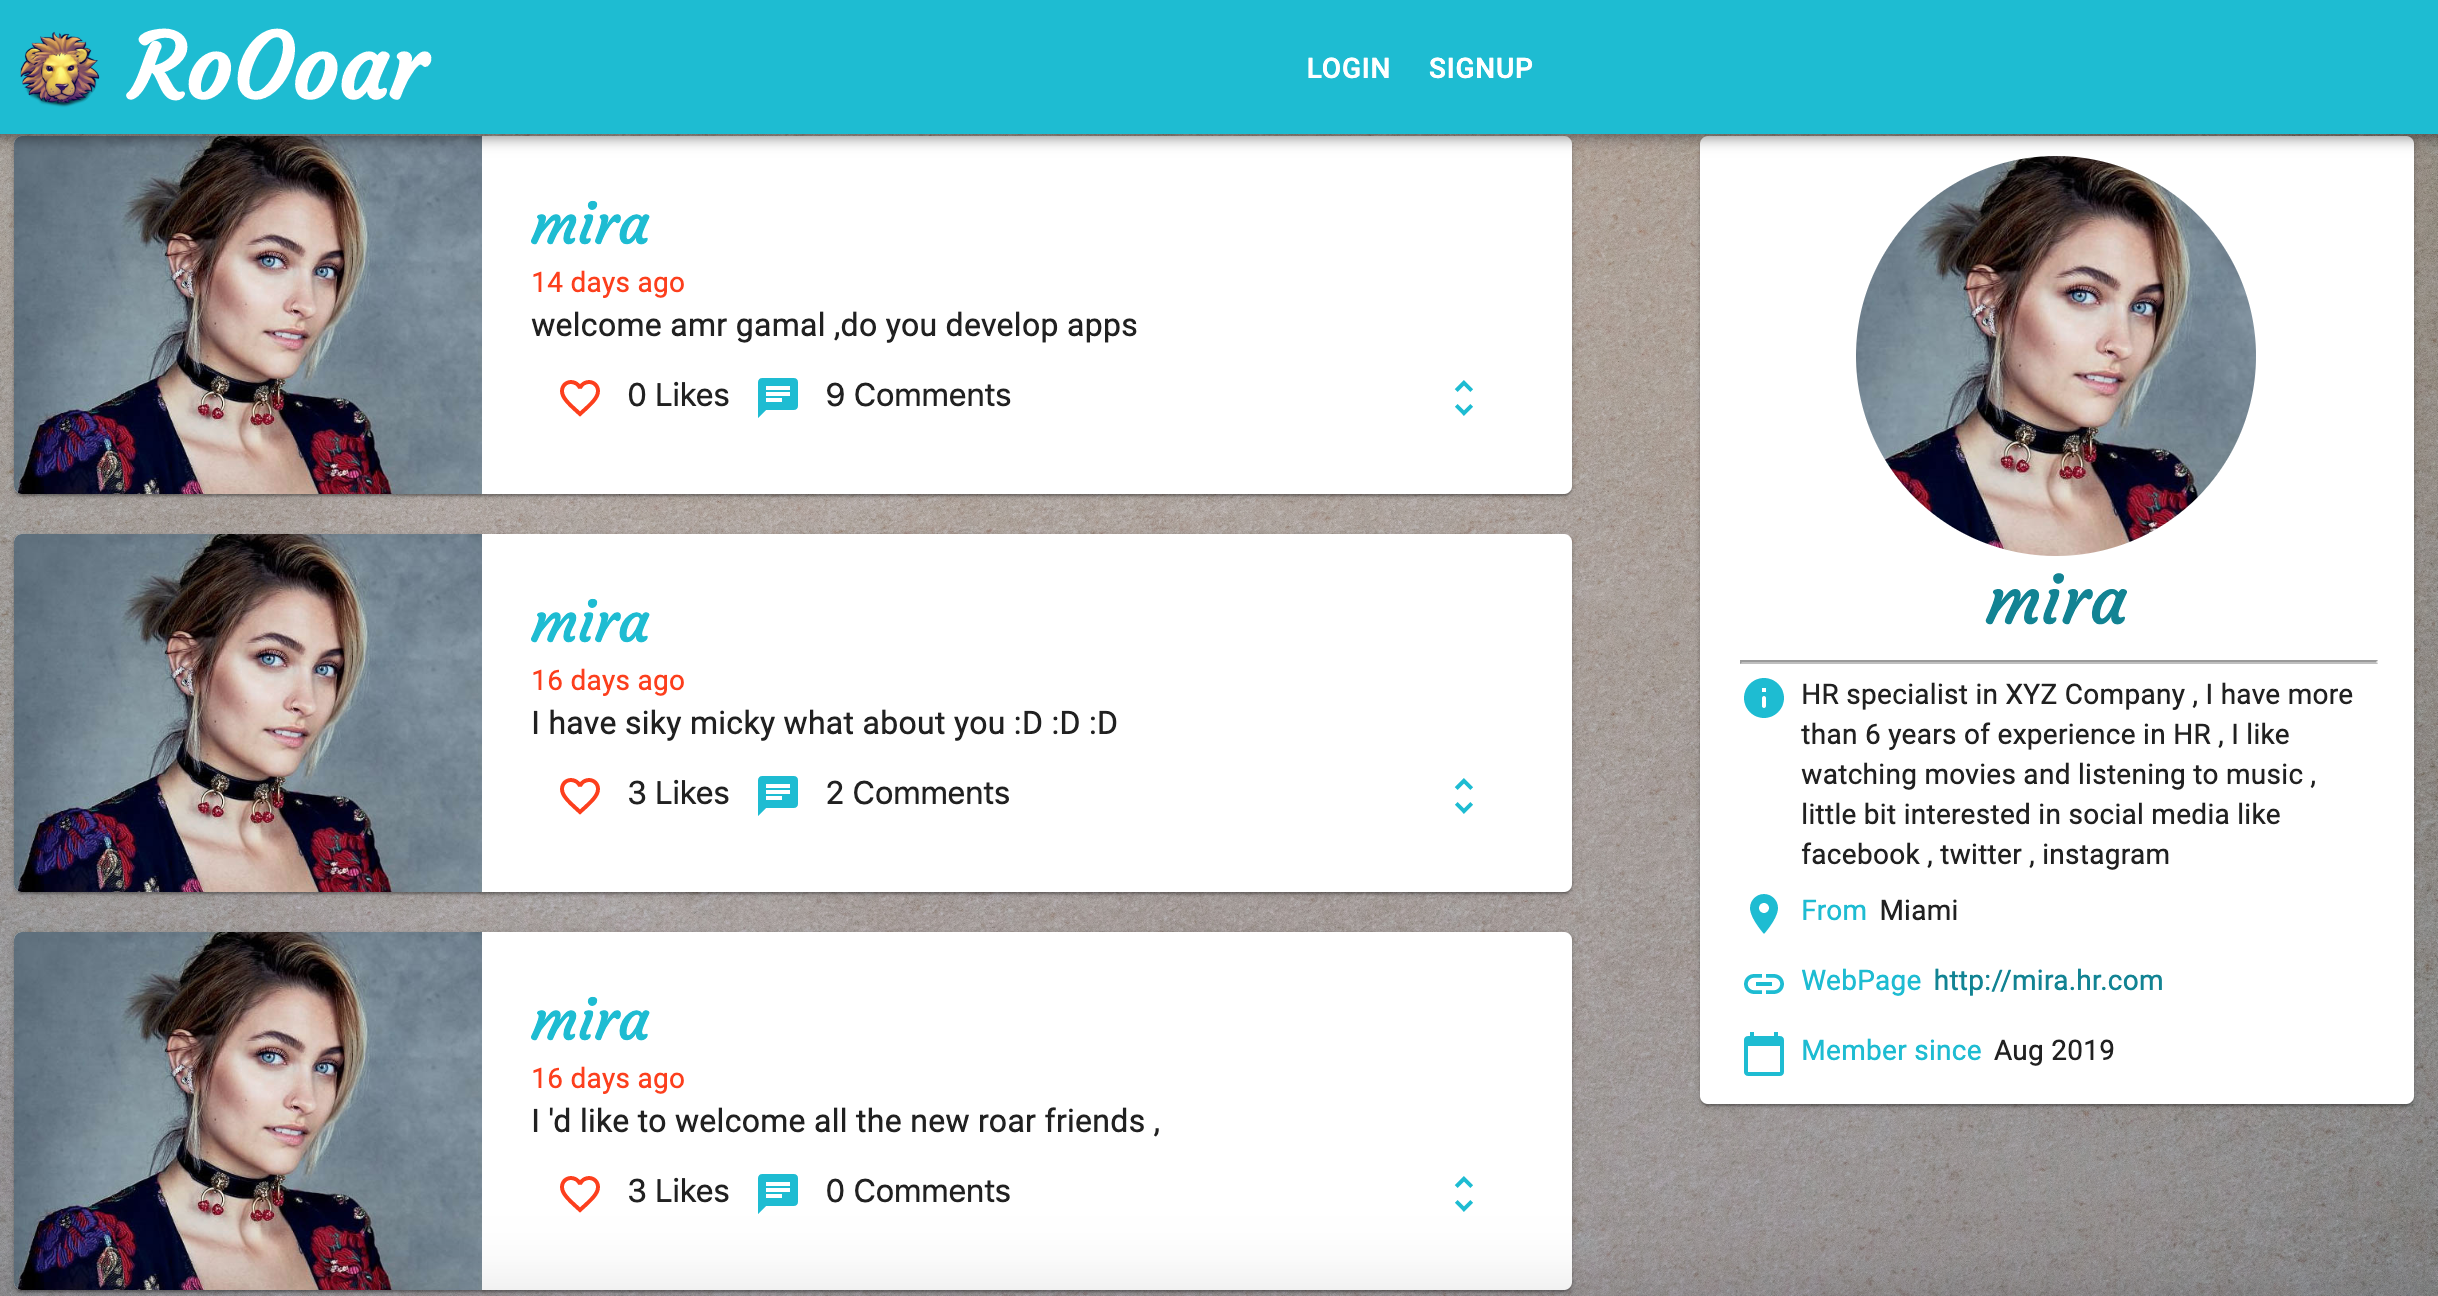 RoOoar
LOGIN SIGNUP
mira
14 days ago
welcome amr gamal ,do you develop apps
0 Likes 9 Comments
mira
16 days ago
I have siky micky what about you :D :D :D
3 Likes 2 Comments
mira
16 days ago
I 'd like to welcome all the new roar friends ,
3 Likes 0 Comments
mira
HR specialist in XYZ Company , I have more
than 6 years of experience in HR , I like
watching movies and listening to music ,
little bit interested in social media like
facebook , twitter , instagram
From Miami
WebPage http://mira.hr.com
Member since Aug 2019